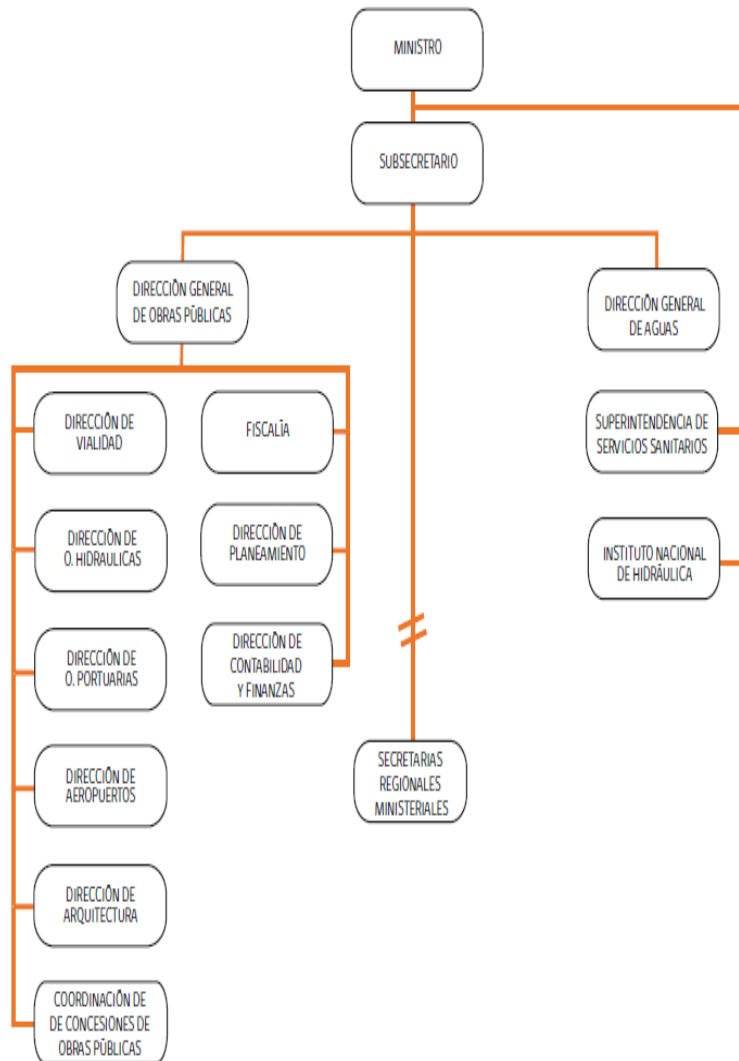 MINISTRO
SUBSECRETARIO
DIRECCIÓN GENERAL
DE OBRAS PÚBLICAS
DIRECCIÓN GENERAL
DE AGUAS
DIRECCIÓN DE
VIALIDAD
FISCALÍA
SUPERINTENDENCIA DE
SERVICIOS SANITARIOS
DIRECCIÓN DE
O. HIDRAULICAS
DIRECCIÓN DE
PLANEAMIENTO
INSTITUTO NACIONAL
DE HIDRÁULICA
DIRECCIÓN DE
O. PORTUARIAS
DIRECCIÓN DE
CONTABILIDAD
Y FINANZAS
SECRETARIAS
REGIONALES
MINISTERIALES
DIRECCIÓN DE
AEROPUERTOS
DIRECCIÓN DE
ARQUITECTURA
COORDINACIÓN DE
DE CONCESIONES DE
OBRAS PÚBLICAS